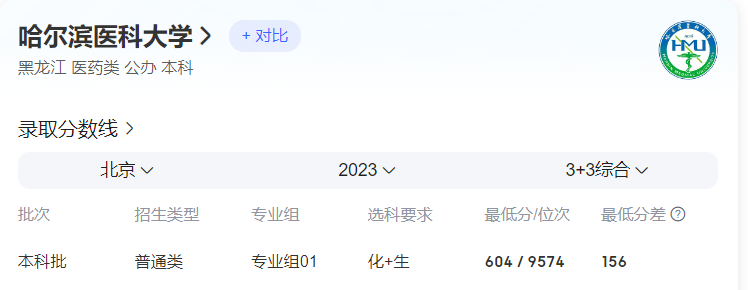 哈尔滨医科大学 > + 对比
黑龙江 医药类 公办 本科
HMU
录取分数线 >
北京 2023 3+3综合
批次 招生类型 专业组 选科要求 最低分/位次 最低分差 ?
本科批 普通类 专业组01 化+生 604 / 9574 156